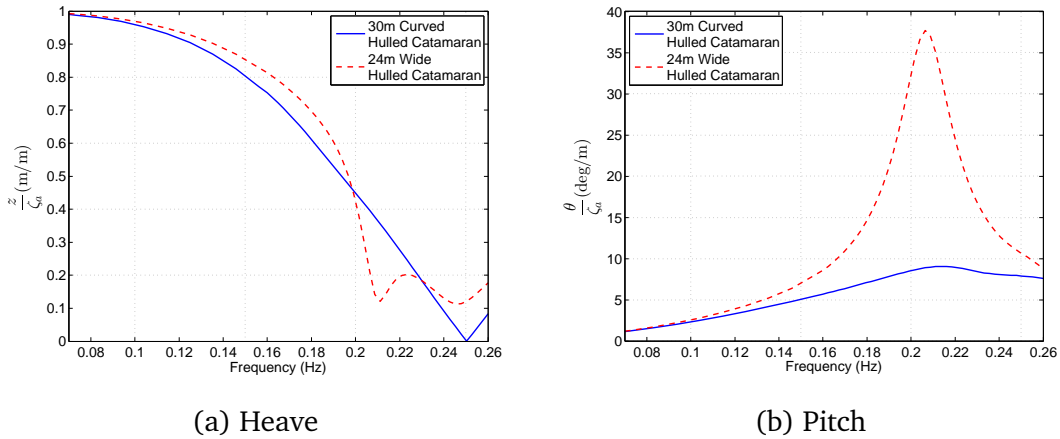 1
0.9
0.8
0.7
0.6
0.5
0.4
0.3
0.2
0.1
0
z/ζa (m/m)
0.08 0.1 0.12 0.14 0.16 0.18 0.2 0.22 0.24 0.26
Frequency (Hz)
30m Curved
Hulled Catamaran
24m Wide
Hulled Catamaran
(a) Heave
40
35
30
25
20
15
10
5
0
θ/ζa (deg/m)
0.08 0.1 0.12 0.14 0.16 0.18 0.2 0.22 0.24 0.26
Frequency (Hz)
30m Curved
Hulled Catamaran
24m Wide
Hulled Catamaran
(b) Pitch